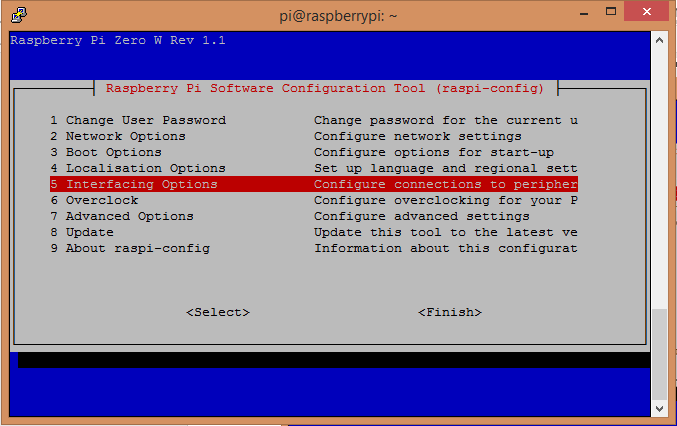 pi@raspberrypi: ~
Raspberry Pi Zero W Rev 1.1
Raspberry Pi Software Configuration Tool (raspi-config)
1 Change User Password Change password for the current u
2 Network Options Configure network settings
3 Boot Options Configure options for start-up
4 Localisation Options Set up language and regional sett
5 Interfacing Options Configure connections to peripher
6 Overclock Configure overclocking for your P
7 Advanced Options Configure advanced settings
8 Update Update this tool to the latest ve
9 About raspi-config Information about this configurat
<Select> <Finish>